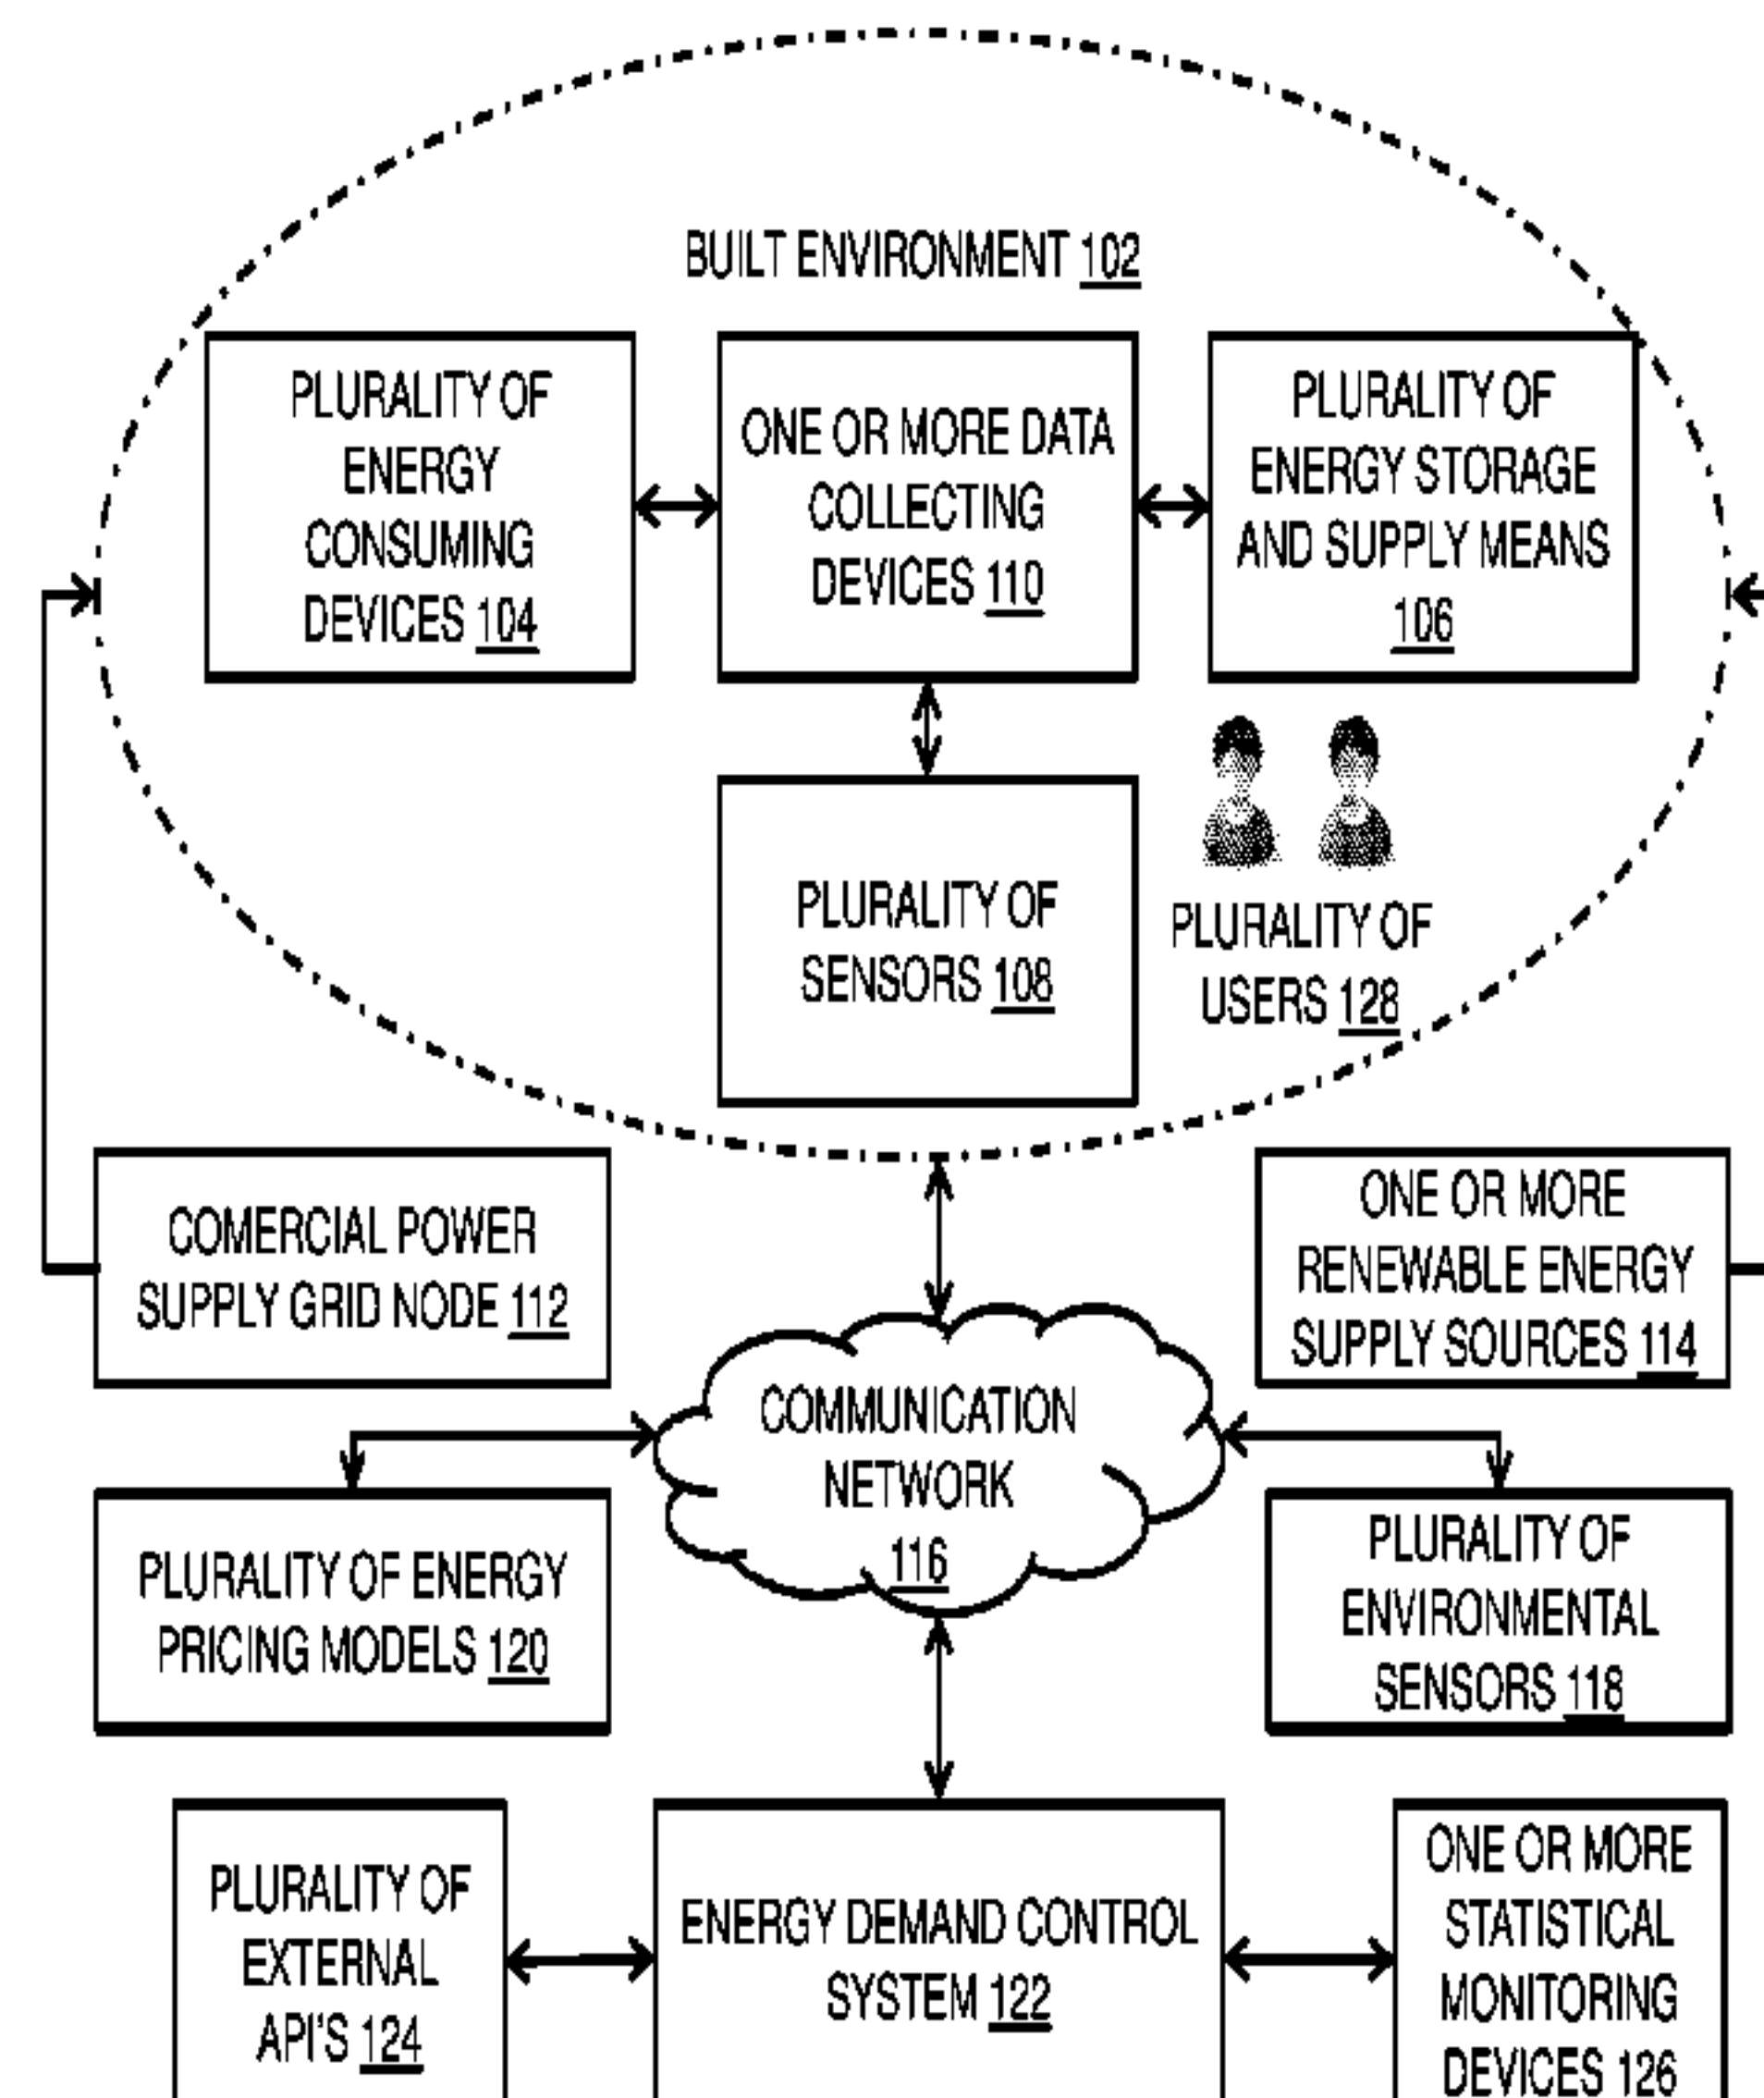 BUILT ENVIRONMENT 102
PLURALITY OF
ENERGY
CONSUMING
DEVICES 104
ONE OR MORE DATA
COLLECTING
DEVICES 110
PLURALITY OF
ENERGY STORAGE
AND SUPPLY MEANS
106
PLURALITY OF
SENSORS 108
PLURALITY OF
USERS 128
COMERCIAL POWER
SUPPLY GRID NODE 112
ONE OR MORE
RENEWABLE ENERGY
SUPPLY SOURCES 114
COMMUNICATION
NETWORK
116
PLURALITY OF ENERGY
PRICING MODELS 120
PLURALITY OF
ENVIRONMENTAL
SENSORS 118
PLURALITY OF
EXTERNAL
API'S 124
ENERGY DEMAND CONTROL
SYSTEM 122
ONE OR MORE
STATISTICAL
MONITORING
DEVICES 126